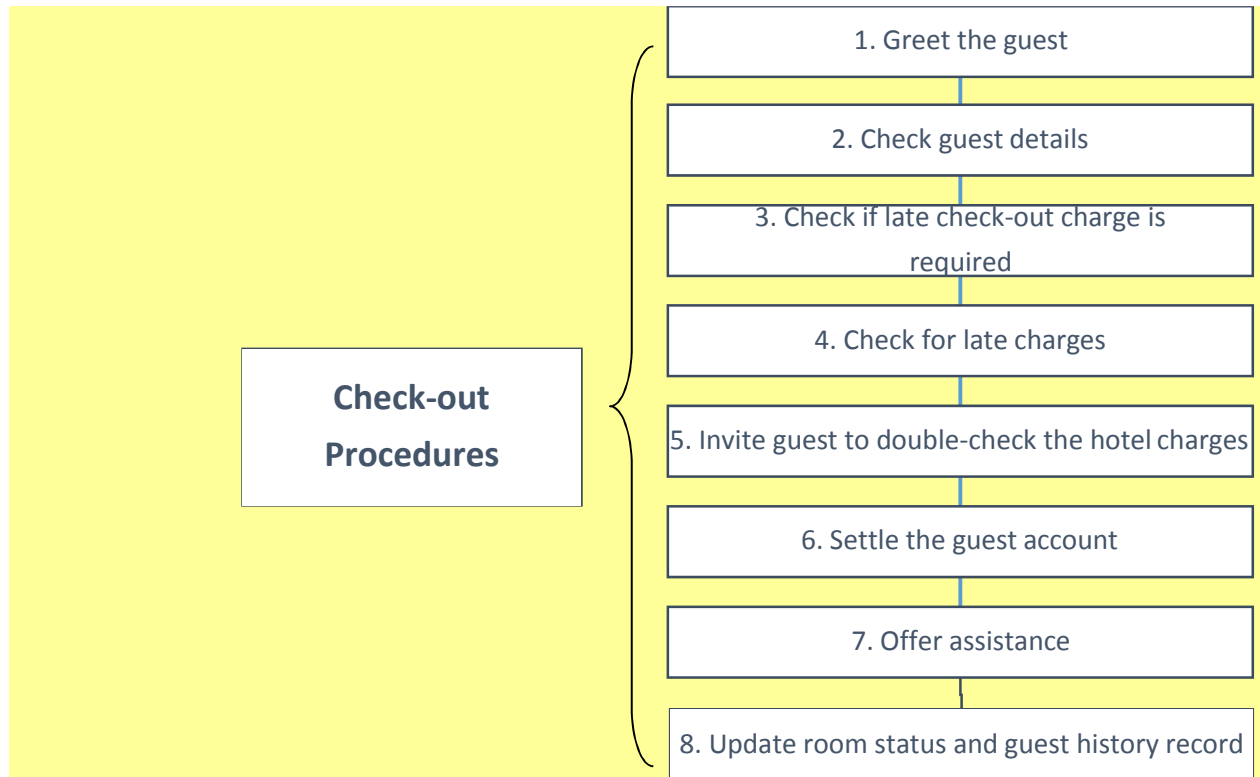 1. Greet the guest
2. Check guest details
3. Check if late check-out charge is
required
4. Check for late charges
Check-out
Procedures
5. Invite guest to double-check the hotel charges
6. Settle the guest account
7. Offer assistance
8. Update room status and guest history record